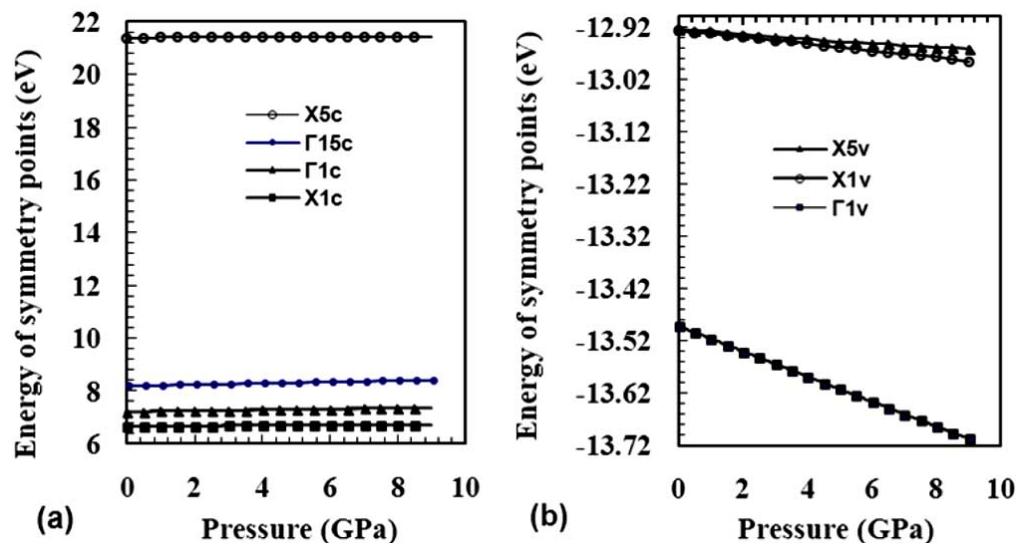 Energy of symmetry points (eV)
22
20
18
16
14
12
10
8
6
X5c
Γ15c
Γ1c
X1c
0 2 4 6 8 10
Pressure (GPa)
(a)
Energy of symmetry points (eV)
-12.92
-13.02
-13.12
-13.22
-13.32
-13.42
-13.52
-13.62
-13.72
X5v
X1v
Γ1v
0 2 4 6 8 10
Pressure (GPa)
(b)